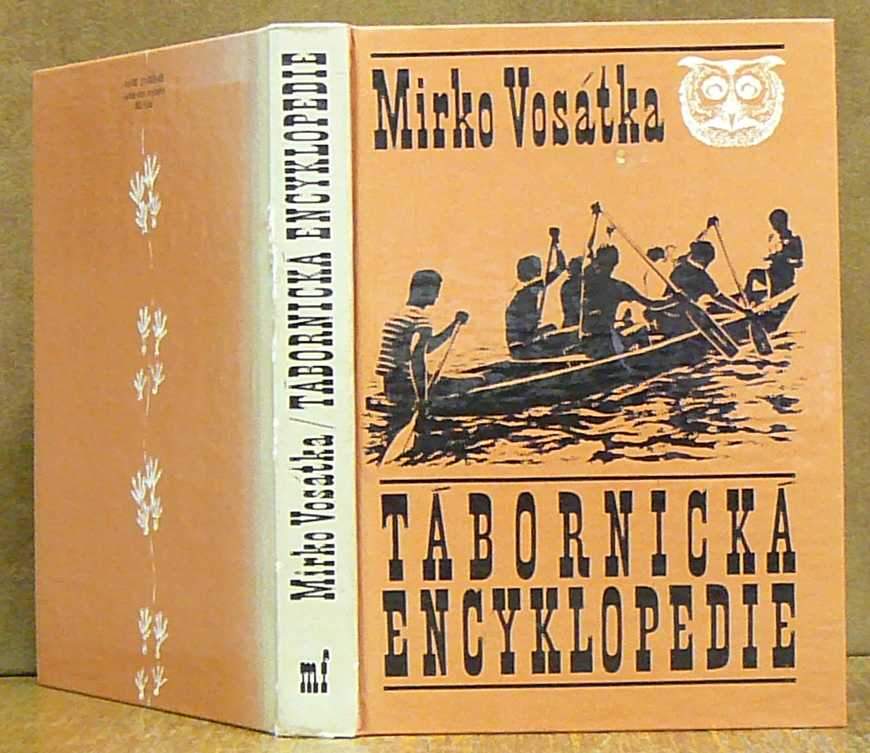 Mirko Vosátka
TÁBORNICKÁ
ENCYKLOPEDIE
Mirko Vosátka / TÁBORNICKÁ ENCYKLOPEDIE
mf